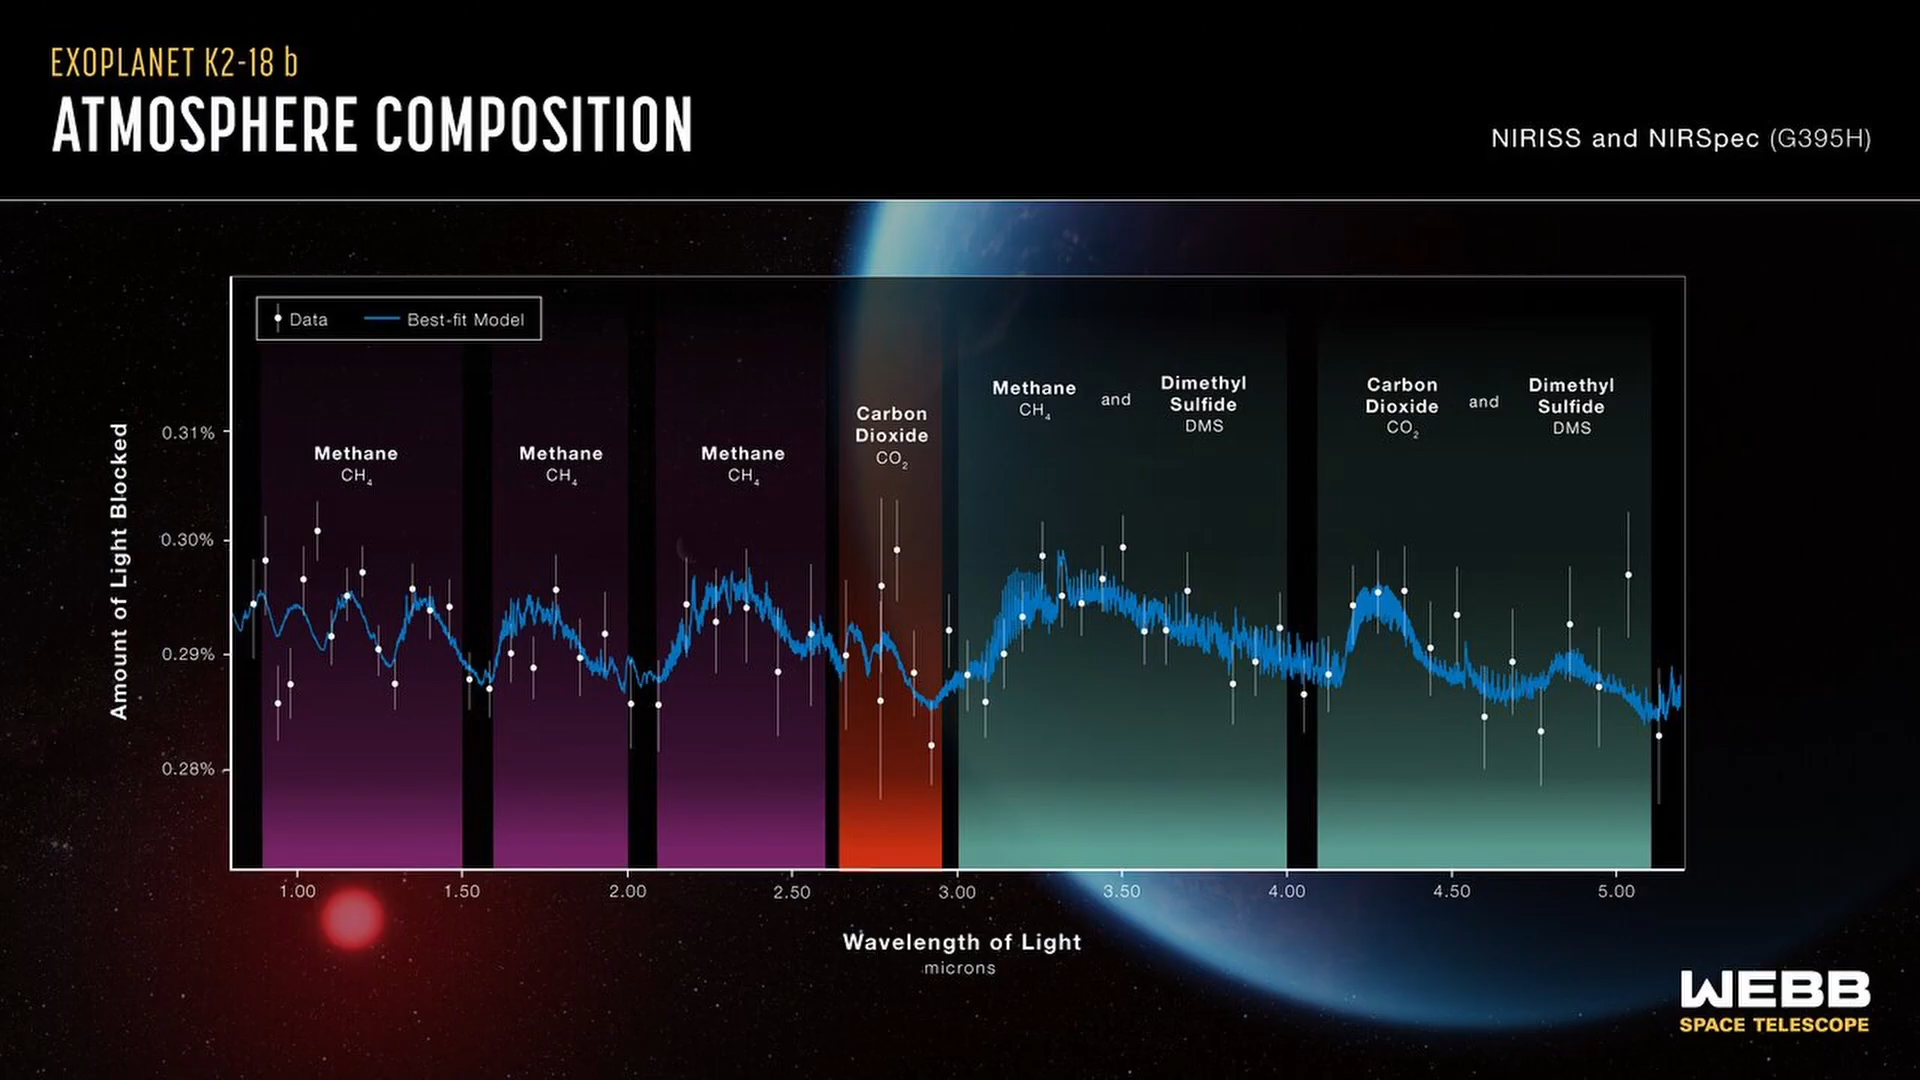 EXOPLANET K2-18 b
ATMOSPHERE COMPOSITION
NIRISS and NIRSpec (G395H)
Data
Best-fit Model
Methane
CH₄
Methane
CH₄
Methane
CH₄
Carbon
Dioxide
CO₂
Methane
CH₄
and
Dimethyl
Sulfide
DMS
Carbon
Dioxide
CO₂
and
Dimethyl
Sulfide
DMS
Amount of Light Blocked
0.31%
0.30%
0.29%
0.28%
1.00 1.50 2.00 2.50 3.00 3.50 4.00 4.50 5.00
Wavelength of Light
microns
WEBB
SPACE TELESCOPE